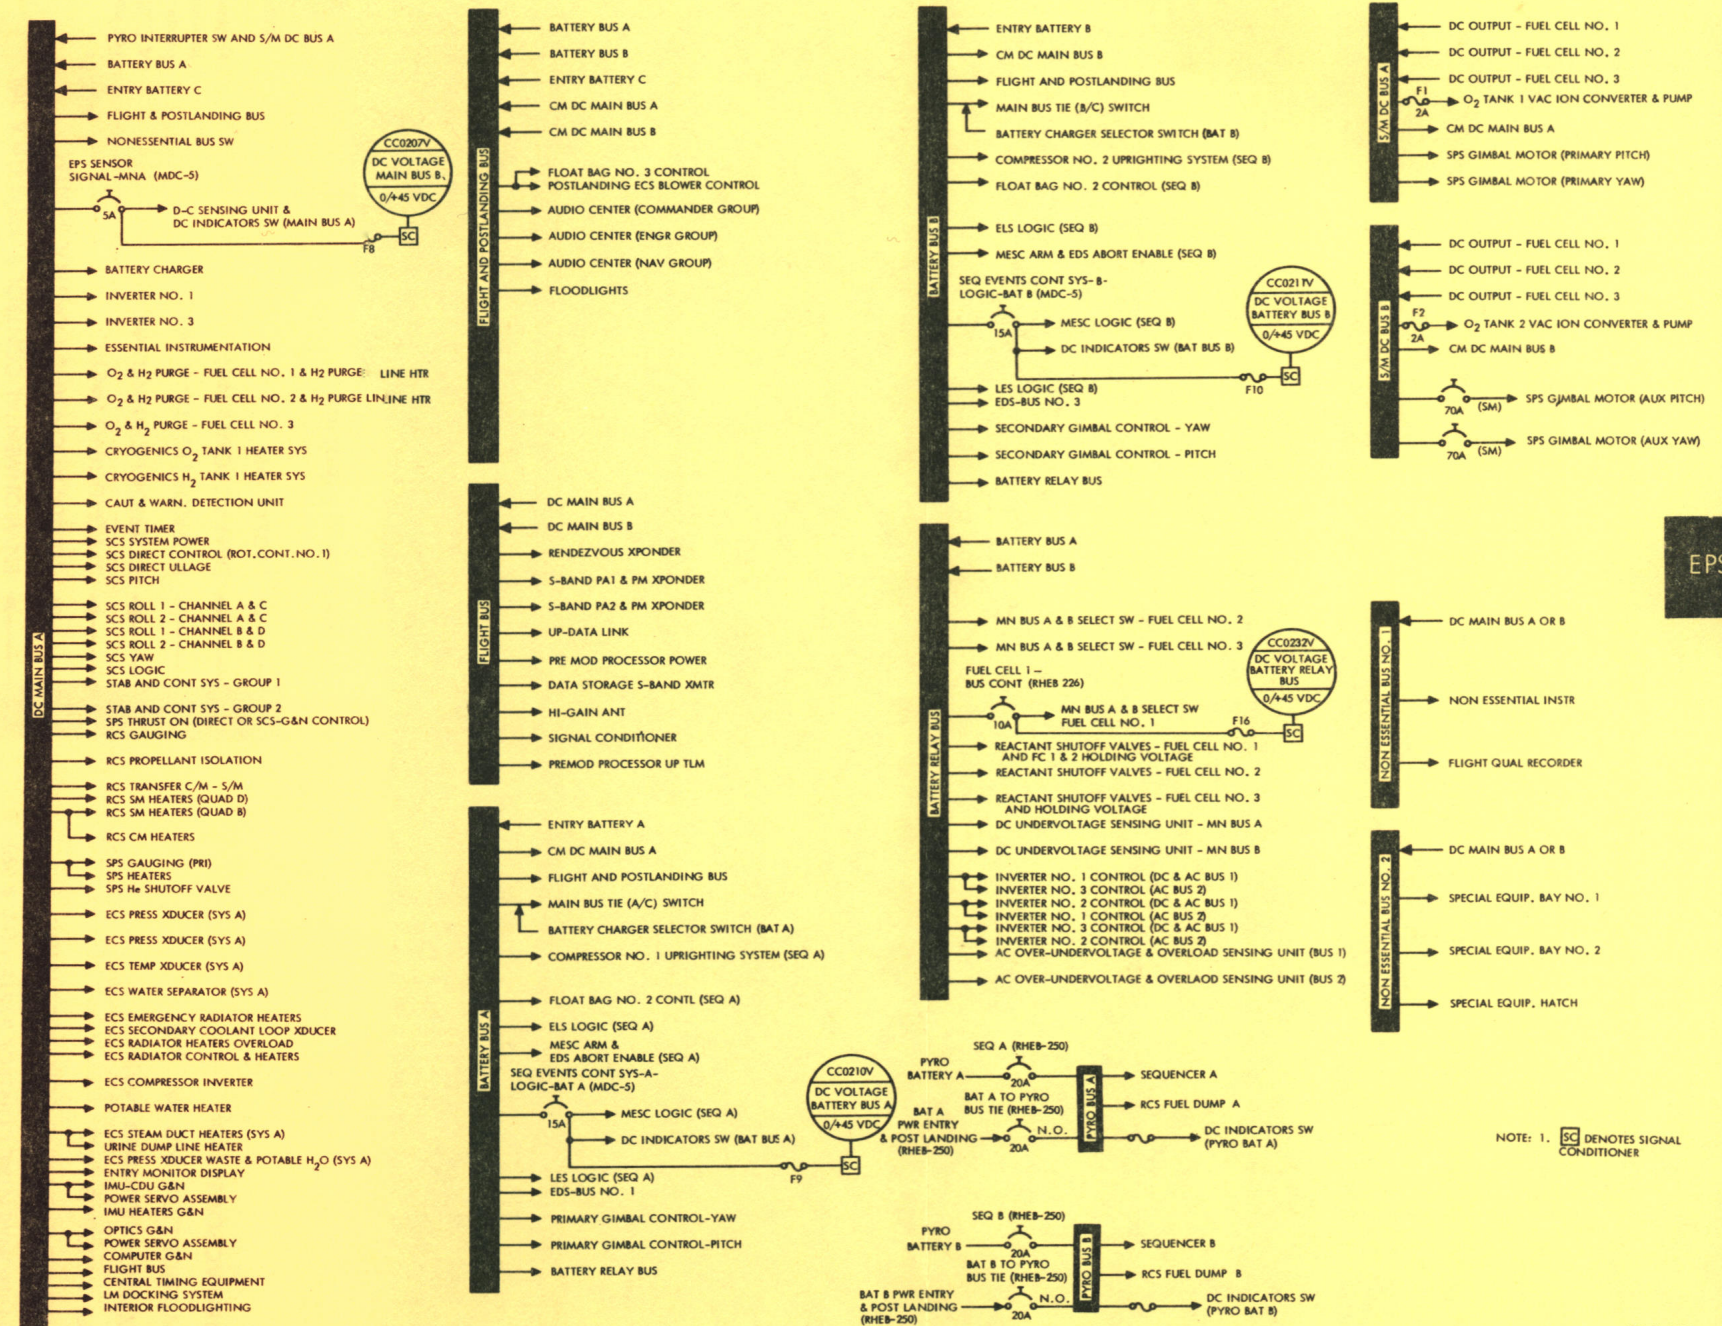 PYRO INTERRUPTER SW AND S/M DC BUS A
BATTERY BUS A
ENTRY BATTERY C
FLIGHT & POSTLANDING BUS
NONESSENTIAL BUS SW
EPS SENSOR
SIGNAL-MNA (MDC-5)
5A
D-C SENSING UNIT &
DC INDICATORS SW (MAIN BUS A)
CC0207V
DC VOLTAGE
MAIN BUS B
0/+45 VDC
F8
SC
BATTERY CHARGER
INVERTER NO. 1
INVERTER NO. 3
ESSENTIAL INSTRUMENTATION
O2 & H2 PURGE - FUEL CELL NO. 1 & H2 PURGE LINE HTR
O2 & H2 PURGE - FUEL CELL NO. 2 & H2 PURGE LIN LINE HTR
O2 & H2 PURGE - FUEL CELL NO. 3
CRYOGENICS O2 TANK 1 HEATER SYS
CRYOGENICS H2 TANK 1 HEATER SYS
CAUT & WARN. DETECTION UNIT
EVENT TIMER
SCS SYSTEM POWER
SCS DIRECT CONTROL (ROT.CONT.NO.1)
SCS DIRECT ULLAGE
SCS PITCH
SCS ROLL 1 - CHANNEL A & C
SCS ROLL 2 - CHANNEL A & C
SCS ROLL 1 - CHANNEL B & D
SCS ROLL 2 - CHANNEL B & D
SCS YAW
SCS LOGIC
STAB AND CONT SYS - GROUP 1
DC MAIN BUS A
STAB AND CONT SYS - GROUP 2
SPS THRUST ON (DIRECT OR SCS-G&N CONTROL)
RCS GAUGING
RCS PROPELLANT ISOLATION
RCS TRANSFER C/M - S/M
RCS SM HEATERS (QUAD D)
RCS SM HEATERS (QUAD B)
RCS CM HEATERS
SPS GAUGING (PRI)
SPS HEATERS
SPS He SHUTOFF VALVE
ECS PRESS XDUCER (SYS A)
ECS PRESS XDUCER (SYS A)
ECS TEMP XDUCER (SYS A)
ECS WATER SEPARATOR (SYS A)
ECS EMERGENCY RADIATOR HEATERS
ECS SECONDARY COOLANT LOOP XDUCER
ECS RADIATOR HEATERS OVERLOAD
ECS RADIATOR CONTROL & HEATERS
ECS COMPRESSOR INVERTER
POTABLE WATER HEATER
ECS STEAM DUCT HEATERS (SYS A)
URINE DUMP LINE HEATER
ECS PRESS XDUCER WASTE & POTABLE H2O (SYS A)
ENTRY MONITOR DISPLAY
IMU-CDU G&N
POWER SERVO ASSEMBLY
IMU HEATERS G&N
OPTICS G&N
POWER SERVO ASSEMBLY
COMPUTER G&N
FLIGHT BUS
CENTRAL TIMING EQUIPMENT
LM DOCKING SYSTEM
INTERIOR FLOODLIGHTING
BATTERY BUS A
BATTERY BUS B
ENTRY BATTERY C
CM DC MAIN BUS A
CM DC MAIN BUS B
FLIGHT AND POSTLANDING BUS
FLOAT BAG NO. 3 CONTROL
POSTLANDING ECS BLOWER CONTROL
AUDIO CENTER (COMMANDER GROUP)
AUDIO CENTER (ENGR GROUP)
AUDIO CENTER (NAV GROUP)
FLOODLIGHTS
DC MAIN BUS A
DC MAIN BUS B
RENDEZVOUS XPONDER
S-BAND PA1 & PM XPONDER
S-BAND PA2 & PM XPONDER
FLIGHT BUS
UP-DATA LINK
PRE MOD PROCESSOR POWER
DATA STORAGE S-BAND XMTR
HI-GAIN ANT
SIGNAL CONDITIONER
PREMOD PROCESSOR UP TLM
ENTRY BATTERY A
CM DC MAIN BUS A
FLIGHT AND POSTLANDING BUS
MAIN BUS TIE (A/C) SWITCH
BATTERY CHARGER SELECTOR SWITCH (BAT A)
COMPRESSOR NO. 1 UPRIGHTING SYSTEM (SEQ A)
FLOAT BAG NO. 2 CONTL (SEQ A)
ELS LOGIC (SEQ A)
MESC ARM &
EDS ABORT ENABLE (SEQ A)
BATTERY BUS A
SEQ EVENTS CONT SYS-A-
LOGIC-BAT A (MDC-5)
15A
MESC LOGIC (SEQ A)
DC INDICATORS SW (BAT BUS A)
CC0210V
DC VOLTAGE
BATTERY BUS A
0/+45 VDC
F9
SC
LES LOGIC (SEQ A)
EDS-BUS NO. 1
PRIMARY GIMBAL CONTROL-YAW
PRIMARY GIMBAL CONTROL-PITCH
BATTERY RELAY BUS
ENTRY BATTERY B
CM DC MAIN BUS B
FLIGHT AND POSTLANDING BUS
MAIN BUS TIE (B/C) SWITCH
BATTERY CHARGER SELECTOR SWITCH (BAT B)
COMPRESSOR NO. 2 UPRIGHTING SYSTEM (SEQ B)
FLOAT BAG NO. 2 CONTROL (SEQ B)
ELS LOGIC (SEQ B)
MESC ARM & EDS ABORT ENABLE (SEQ B)
BATTERY BUS B
SEQ EVENTS CONT SYS-B-
LOGIC-BAT B (MDC-5)
15A
MESC LOGIC (SEQ B)
DC INDICATORS SW (BAT BUS B)
CC0211V
DC VOLTAGE
BATTERY BUS B
0/+45 VDC
F10
SC
LES LOGIC (SEQ B)
EDS-BUS NO. 3
SECONDARY GIMBAL CONTROL - YAW
SECONDARY GIMBAL CONTROL - PITCH
BATTERY RELAY BUS
BATTERY BUS A
BATTERY BUS B
MN BUS A & B SELECT SW - FUEL CELL NO. 2
MN BUS A & B SELECT SW - FUEL CELL NO. 3
FUEL CELL 1 -
BUS CONT (RHEB 226)
10A
MN BUS A & B SELECT SW
FUEL CELL NO. 1
CC0232V
DC VOLTAGE
BATTERY RELAY
BUS
0/+45 VDC
F16
SC
BATTERY RELAY BUS
REACTANT SHUTOFF VALVES - FUEL CELL NO. 1
AND FC 1 & 2 HOLDING VOLTAGE
REACTANT SHUTOFF VALVES - FUEL CELL NO. 2
REACTANT SHUTOFF VALVES - FUEL CELL NO. 3
AND HOLDING VOLTAGE
DC UNDERVOLTAGE SENSING UNIT - MN BUS A
DC UNDERVOLTAGE SENSING UNIT - MN BUS B
INVERTER NO. 1 CONTROL (DC & AC BUS 1)
INVERTER NO. 3 CONTROL (AC BUS 2)
INVERTER NO. 2 CONTROL (DC & AC BUS 1)
INVERTER NO. 1 CONTROL (AC BUS 2)
INVERTER NO. 3 CONTROL (DC & AC BUS 1)
INVERTER NO. 2 CONTROL (AC BUS 2)
AC OVER-UNDERVOLTAGE & OVERLOAD SENSING UNIT (BUS 1)
AC OVER-UNDERVOLTAGE & OVERLAOD SENSING UNIT (BUS 2)
SEQ A (RHEB-250)
PYRO
BATTERY A
20A
BAT A TO PYRO
BUS TIE (RHEB-250)
BAT A
PWR ENTRY
& POST LANDING
(RHEB-250)
N.O.
20A
PYRO BUS A
SEQUENCER A
RCS FUEL DUMP A
DC INDICATORS SW
(PYRO BAT A)
SEQ B (RHEB-250)
PYRO
BATTERY B
20A
BAT B TO PYRO
BUS TIE (RHEB-250)
BAT B PWR ENTRY
& POST LANDING
(RHEB-250)
N.O.
20A
PYRO BUS B
SEQUENCER B
RCS FUEL DUMP B
DC INDICATORS SW
(PYRO BAT B)
DC OUTPUT - FUEL CELL NO. 1
DC OUTPUT - FUEL CELL NO. 2
DC OUTPUT - FUEL CELL NO. 3
S/M DC BUS A
F1
2A
O2 TANK 1 VAC ION CONVERTER & PUMP
CM DC MAIN BUS A
SPS GIMBAL MOTOR (PRIMARY PITCH)
SPS GIMBAL MOTOR (PRIMARY YAW)
DC OUTPUT - FUEL CELL NO. 1
DC OUTPUT - FUEL CELL NO. 2
DC OUTPUT - FUEL CELL NO. 3
S/M DC BUS B
F2
2A
O2 TANK 2 VAC ION CONVERTER & PUMP
CM DC MAIN BUS B
70A
(SM)
SPS GIMBAL MOTOR (AUX PITCH)
70A
(SM)
SPS GIMBAL MOTOR (AUX YAW)
EPS
DC MAIN BUS A OR B
NON ESSENTIAL BUS NO. 1
NON ESSENTIAL INSTR
FLIGHT QUAL RECORDER
DC MAIN BUS A OR B
NON ESSENTIAL BUS NO. 2
SPECIAL EQUIP. BAY NO. 1
SPECIAL EQUIP. BAY NO. 2
SPECIAL EQUIP. HATCH
NOTE: 1. SC DENOTES SIGNAL
CONDITIONER